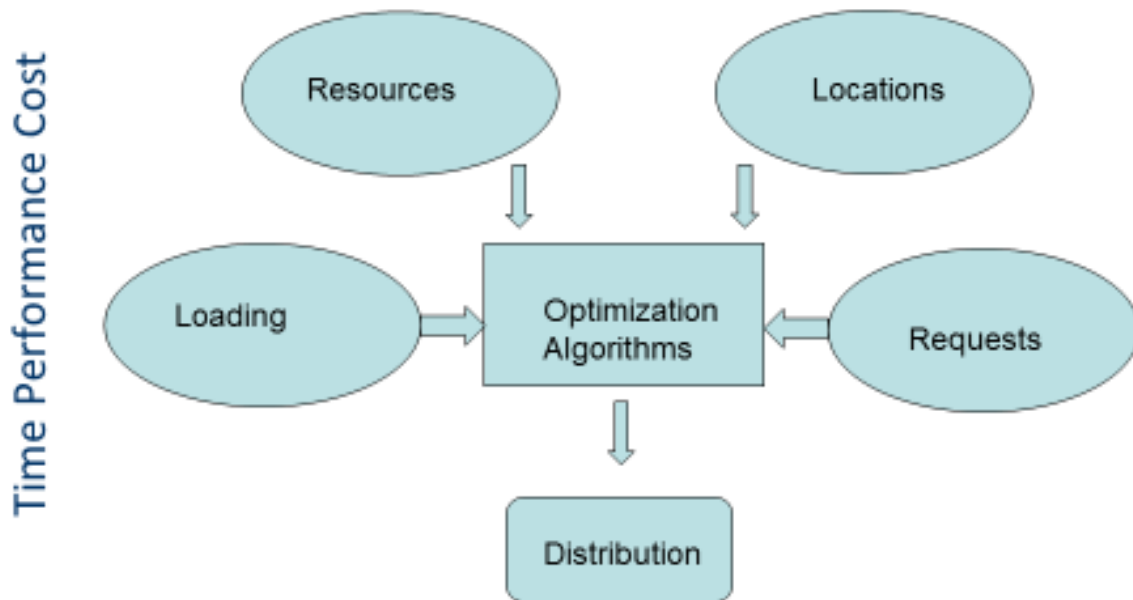 Time Performance Cost
Resources
Locations
Loading
Optimization
Algorithms
Requests
Distribution